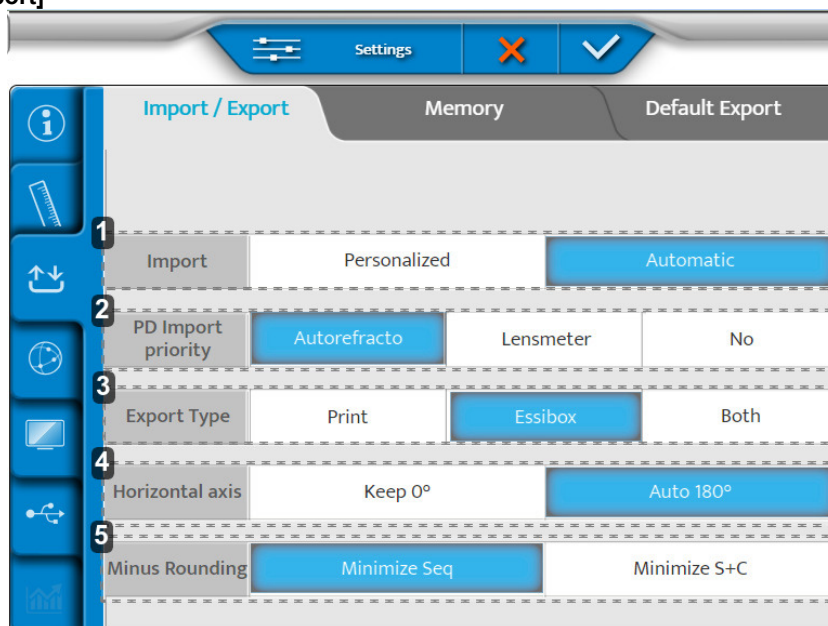 port]
Settings
Import / Export Memory Default Export
1
Import Personalized Automatic
2
PD Import
priority Autorefracto Lensmeter No
3
Export Type Print Essibox Both
4
Horizontal axis Keep 0° Auto 180°
5
Minus Rounding Minimize Seq Minimize S+C